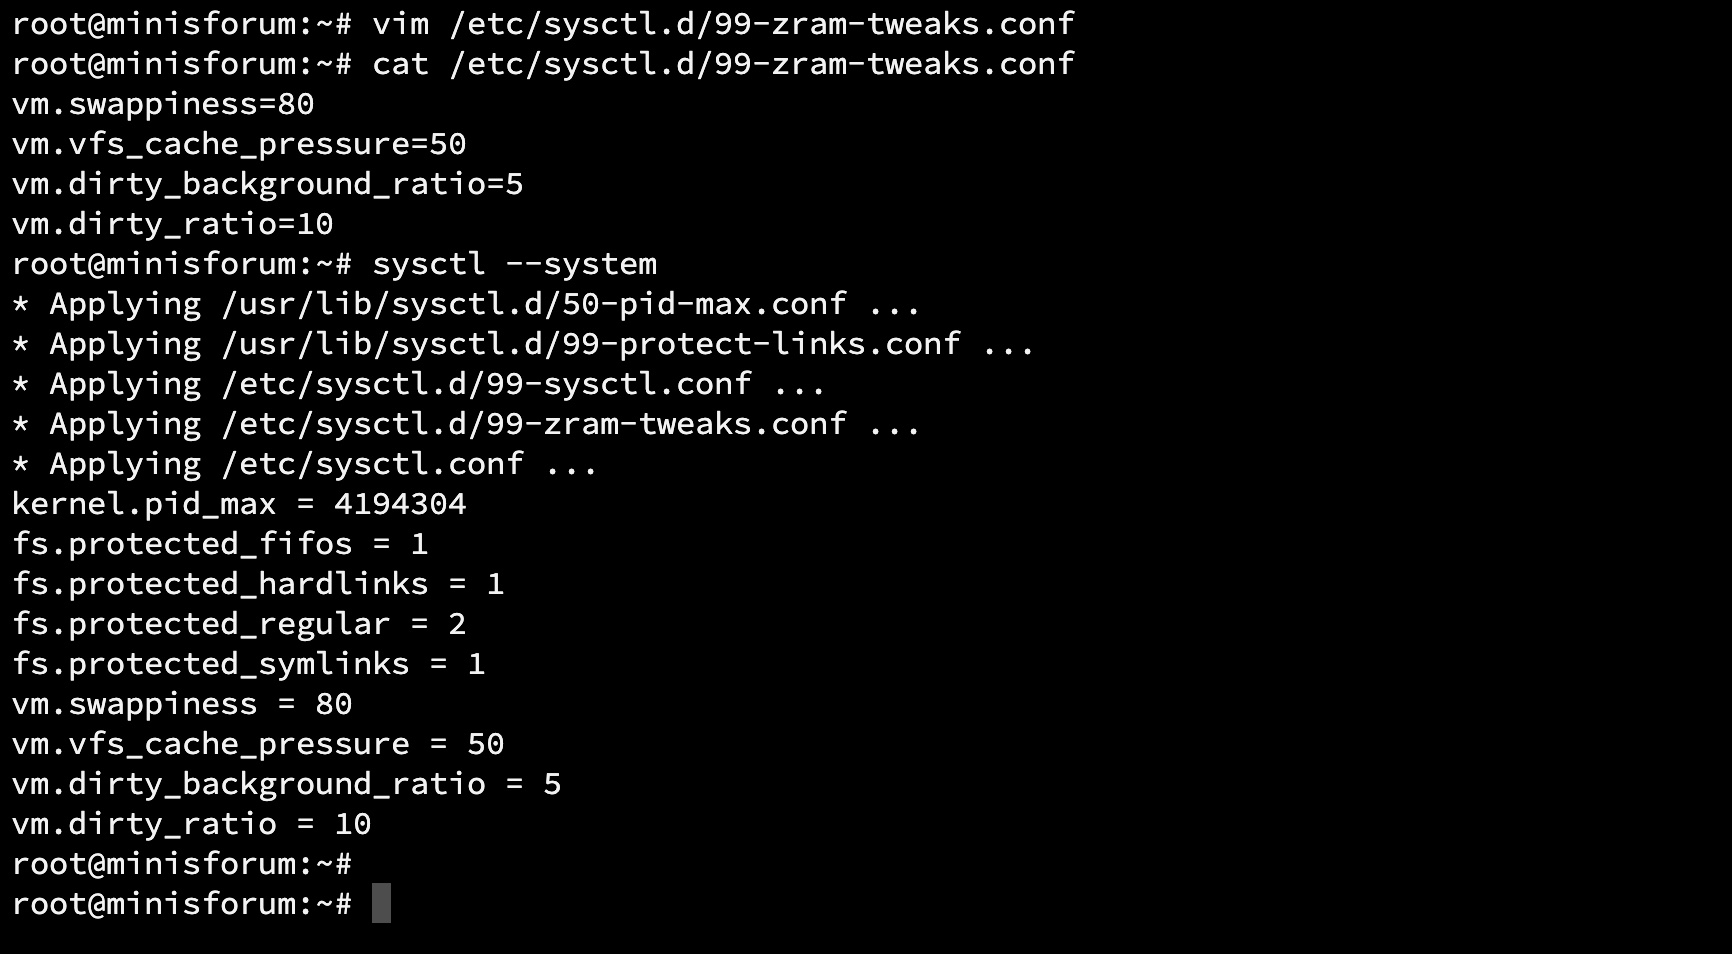 root@minisforum:~# vim /etc/sysctl.d/99-zram-tweaks.conf
root@minisforum:~# cat /etc/sysctl.d/99-zram-tweaks.conf
vm.swappiness=80
vm.vfs_cache_pressure=50
vm.dirty_background_ratio=5
vm.dirty_ratio=10
root@minisforum:~# sysctl --system
* Applying /usr/lib/sysctl.d/50-pid-max.conf ...
* Applying /usr/lib/sysctl.d/99-protect-links.conf ...
* Applying /etc/sysctl.d/99-sysctl.conf ...
* Applying /etc/sysctl.d/99-zram-tweaks.conf ...
* Applying /etc/sysctl.conf ...
kernel.pid_max = 4194304
fs.protected_fifos = 1
fs.protected_hardlinks = 1
fs.protected_regular = 2
fs.protected_symlinks = 1
vm.swappiness = 80
vm.vfs_cache_pressure = 50
vm.dirty_background_ratio = 5
vm.dirty_ratio = 10
root@minisforum:~#
root@minisforum:~#